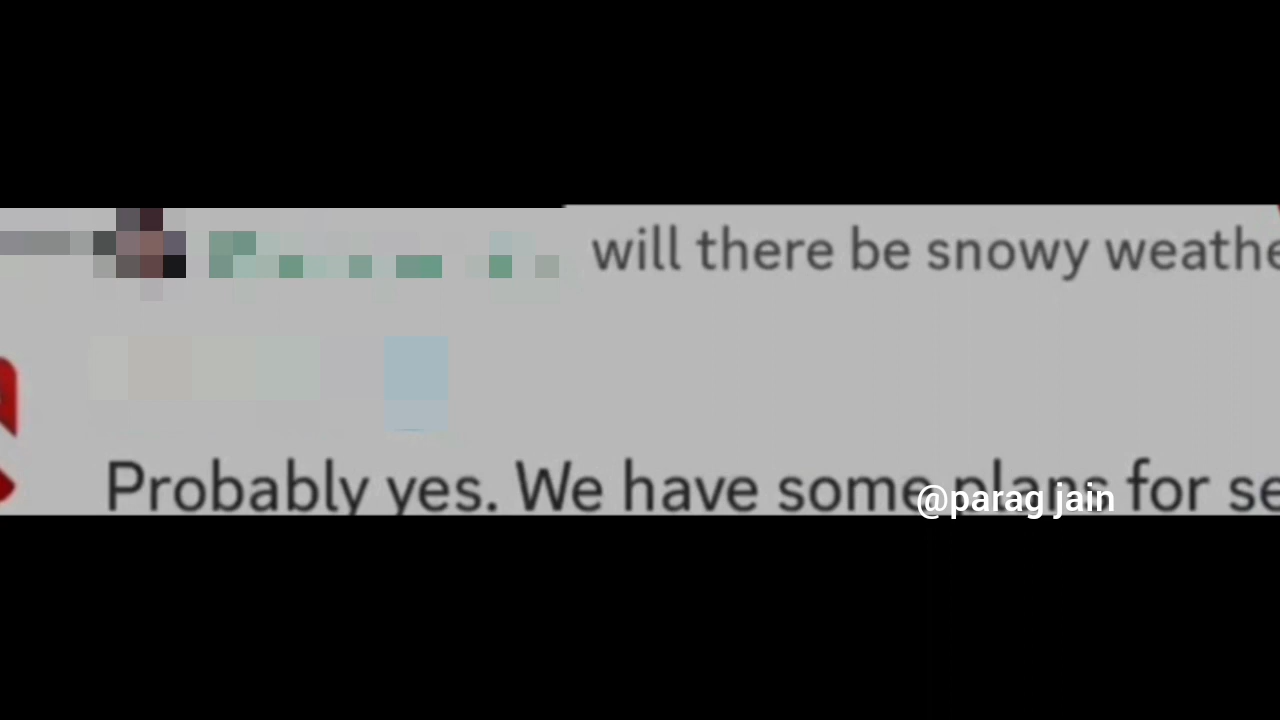 will there be snowy weathe
Probably yes. We have some plans for se
@parag jain